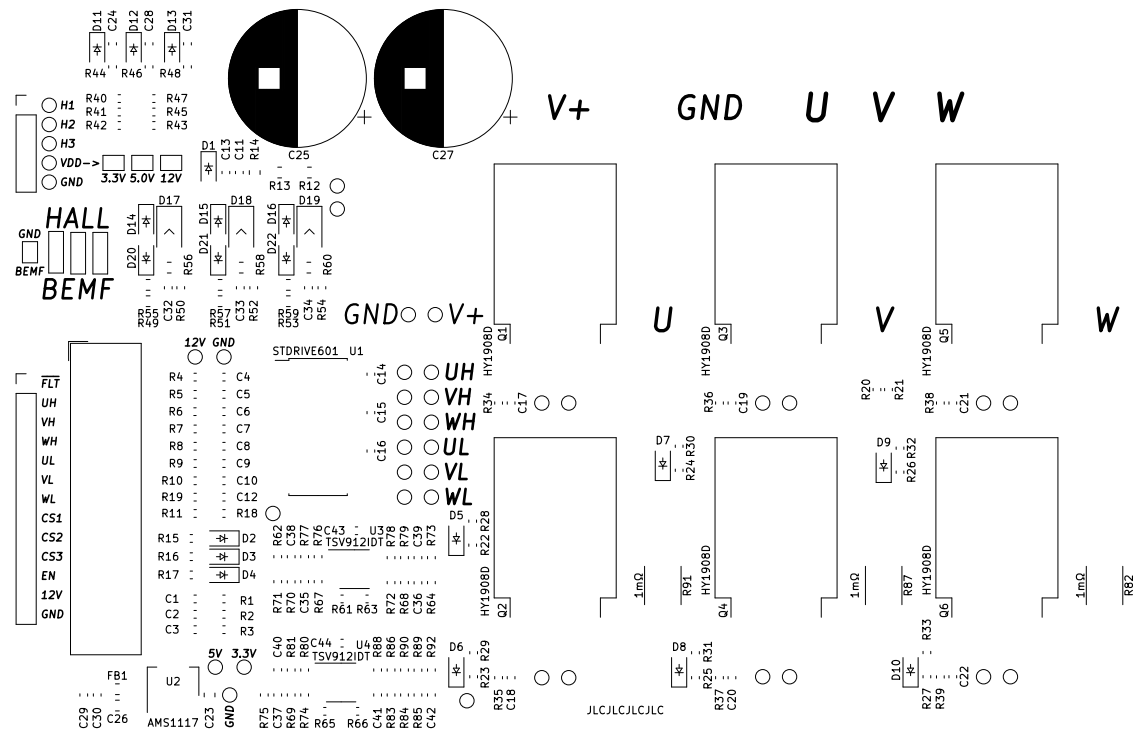 D11
C24
D12
C28
D13
C31
R44
R46
R48
R40
R41
R42
R47
R45
R43
H1
H2
H3
VDD->
GND
3.3V 5.0V 12V
D1
C13
C11
R14
C25
C27
R13 R12
V+
GND
U
V
W
HALL
BEMF
GND
BEMF
D14
D17
D15
D18
D16
D19
D20
R56
D21
R58
D22
R60
R55
R49
C32
R50
R57
R51
C33
R52
R59
R53
C34
R54
GND
V+
U
V
W
HY1908D
Q1
HY1908D
Q3
HY1908D
Q5
12V GND
STDRIVE601 U1
FLT
UH
VH
WH
UL
VL
WL
CS1
CS2
CS3
EN
12V
GND
R4
C4
R5
C5
R6
C6
R7
C7
R8
C8
R9
C9
R10
C10
R19
C12
R11
R18
R15
D2
R16
D3
R17
D4
C1
R1
C2
R2
C3
R3
C14
C15
C16
UH
VH
WH
UL
VL
WL
R34
C17
R36
C19
R20
R21
R38
C21
D7
R30
R24
D9
R32
R26
D5
R28
R22
R62
C38
R77
R76
C43
U3
TSV912IDT
R78
R79
C39
R73
R71
R70
C35
R67
R61 R63
R72
R68
C36
R64
HY1908D
Q2
1mΩ
R91
HY1908D
Q4
1mΩ
R87
HY1908D
Q6
1mΩ
R82
C40
R81
R80
C44
U4
TSV912IDT
R88
R86
R90
R89
R92
R75
C37
R69
R74
R65 R66
C41
R83
R84
R85
C42
5V 3.3V
FB1
U2
C29
C30
C26
AMS1117
C23
GND
D6
R29
R23
R35
C18
D8
R31
R25
R37
C20
R33
D10
R27
R39
C22
JLCJLCJLCJLC